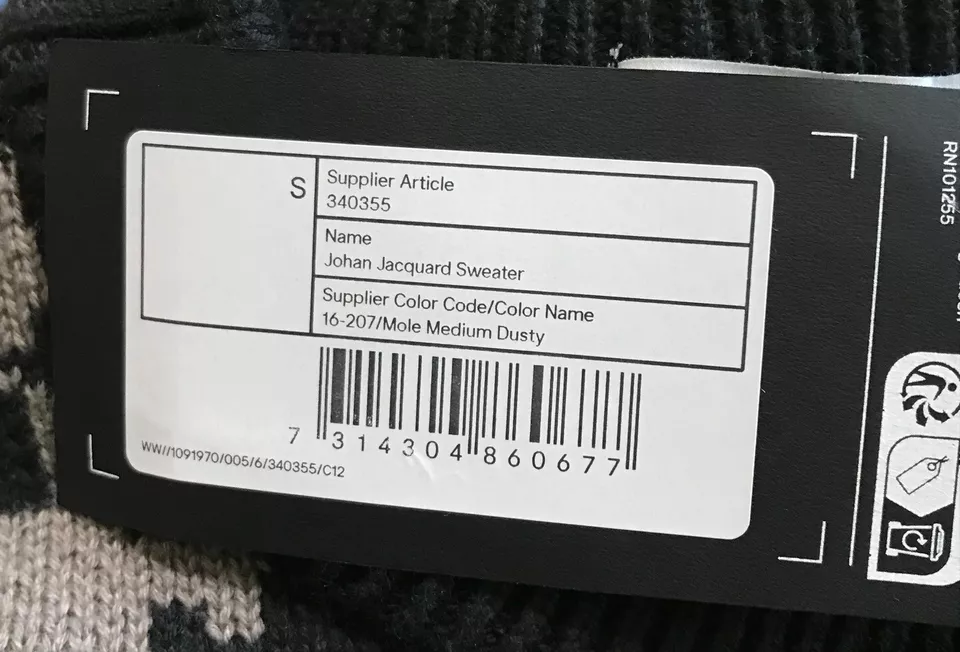 S
Supplier Article
340355
Name
Johan Jacquard Sweater
Supplier Color Code/Color Name
16-207/Mole Medium Dusty
7 314304 860677
WW//1091970/005/6/340355/C12
RN101255